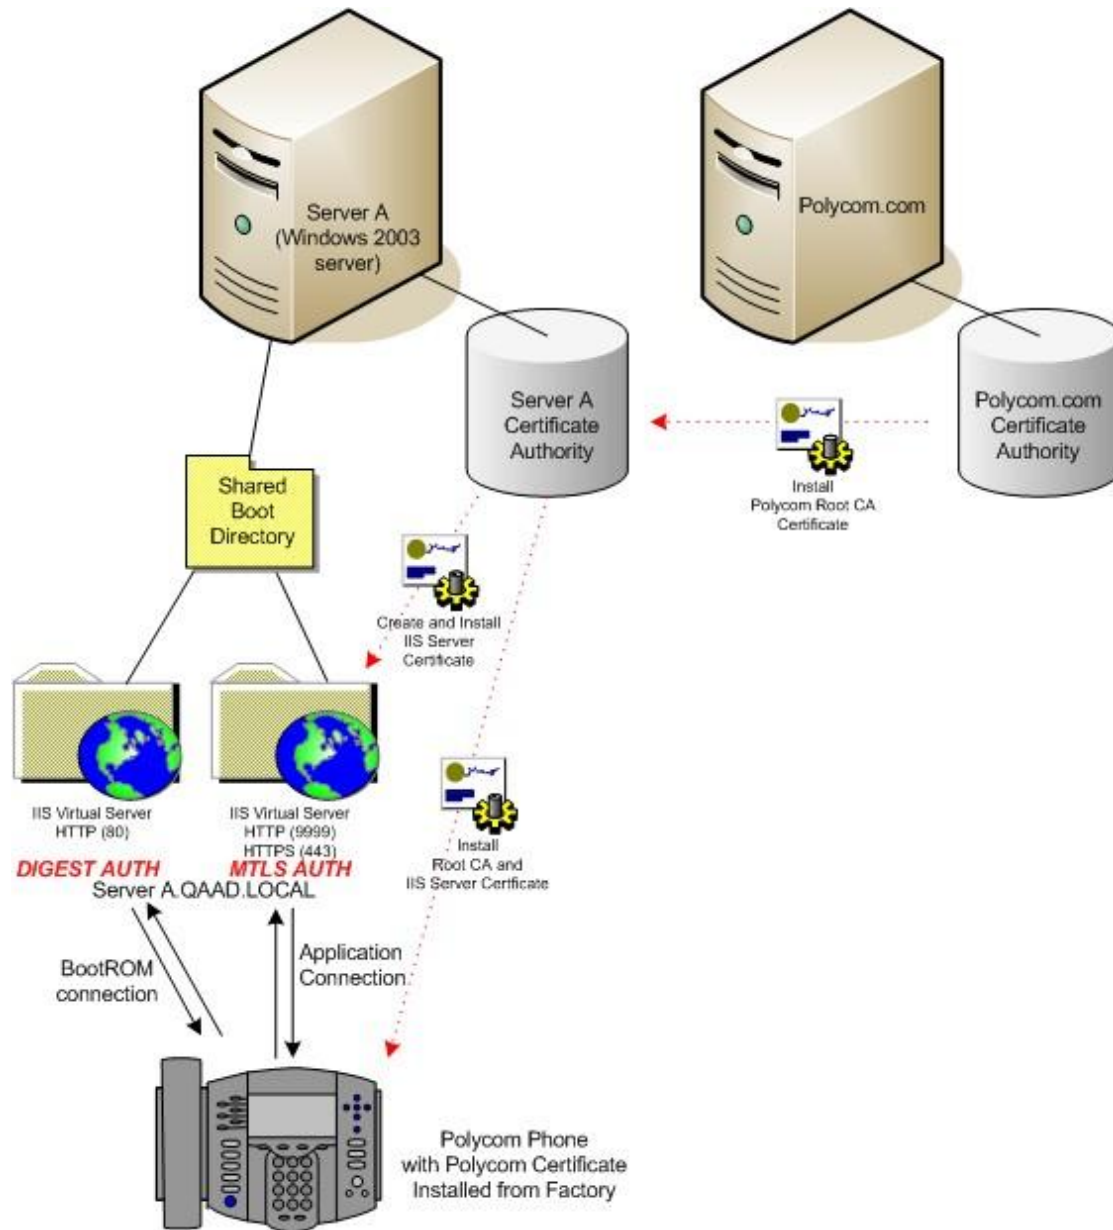 Server A
(Windows 2003
server)
Polycom.com
Server A
Certificate
Authority
Polycom.com
Certificate
Authority
Install
Polycom Root CA
Certificate
Shared
Boot
Directory
Create and Install
IIS Server
Certificate
IIS Virtual Server
HTTP (80)
IIS Virtual Server
HTTP (9999)
HTTPS (443)
DIGEST AUTH
MTLS AUTH
Server A.QAAD.LOCAL
Install
Root CA and
IIS Server Certficate
BootROM
connection
Application
Connection
Polycom Phone
with Polycom Certificate
Installed from Factory